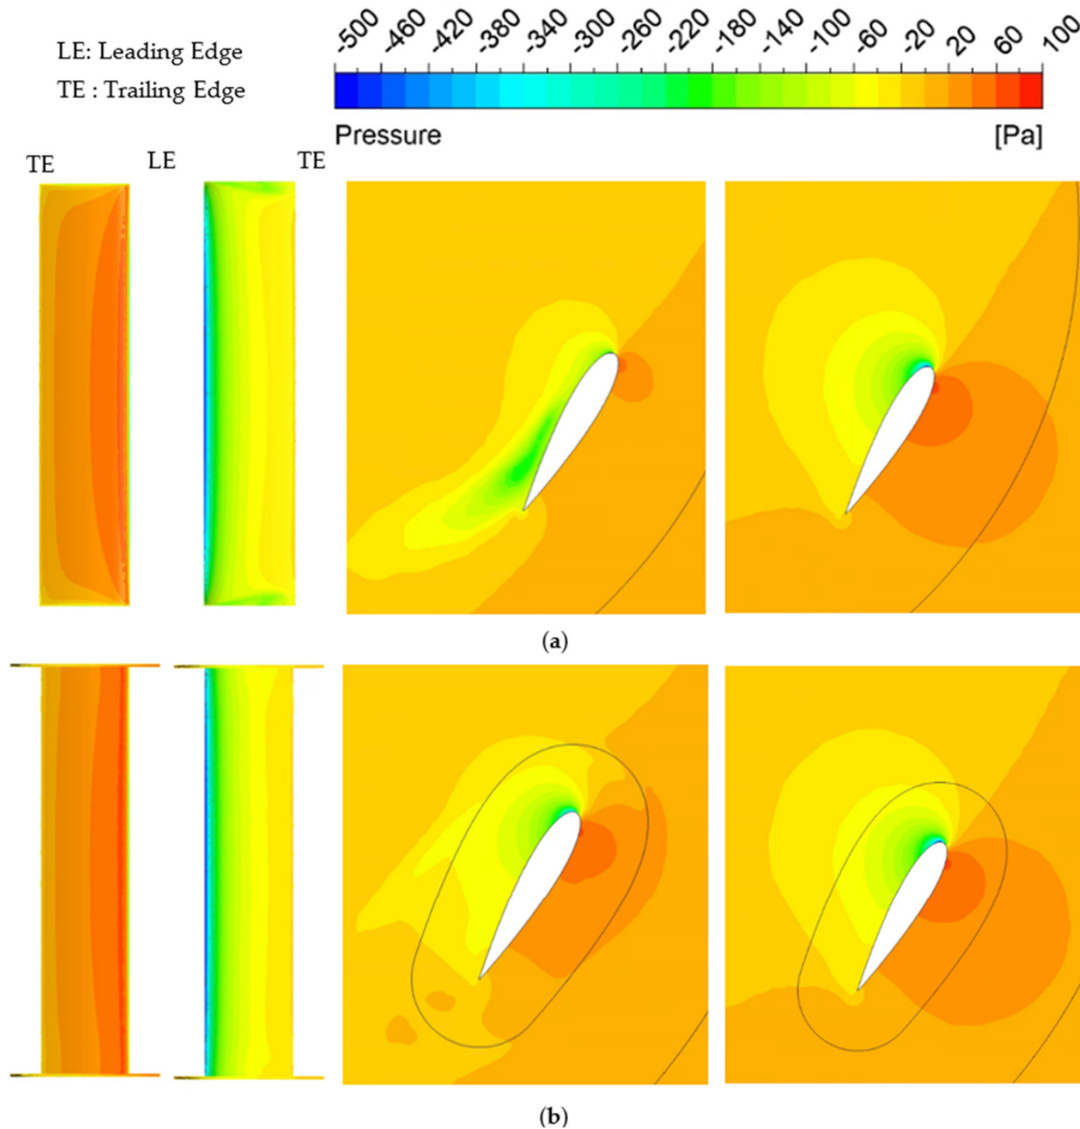 LE: Leading Edge
TE : Trailing Edge
-500 -460 -420 -380 -340 -300 -260 -220 -180 -140 -100 -60 -20 20 60 100
Pressure [Pa]
TE LE TE
(a)
(b)